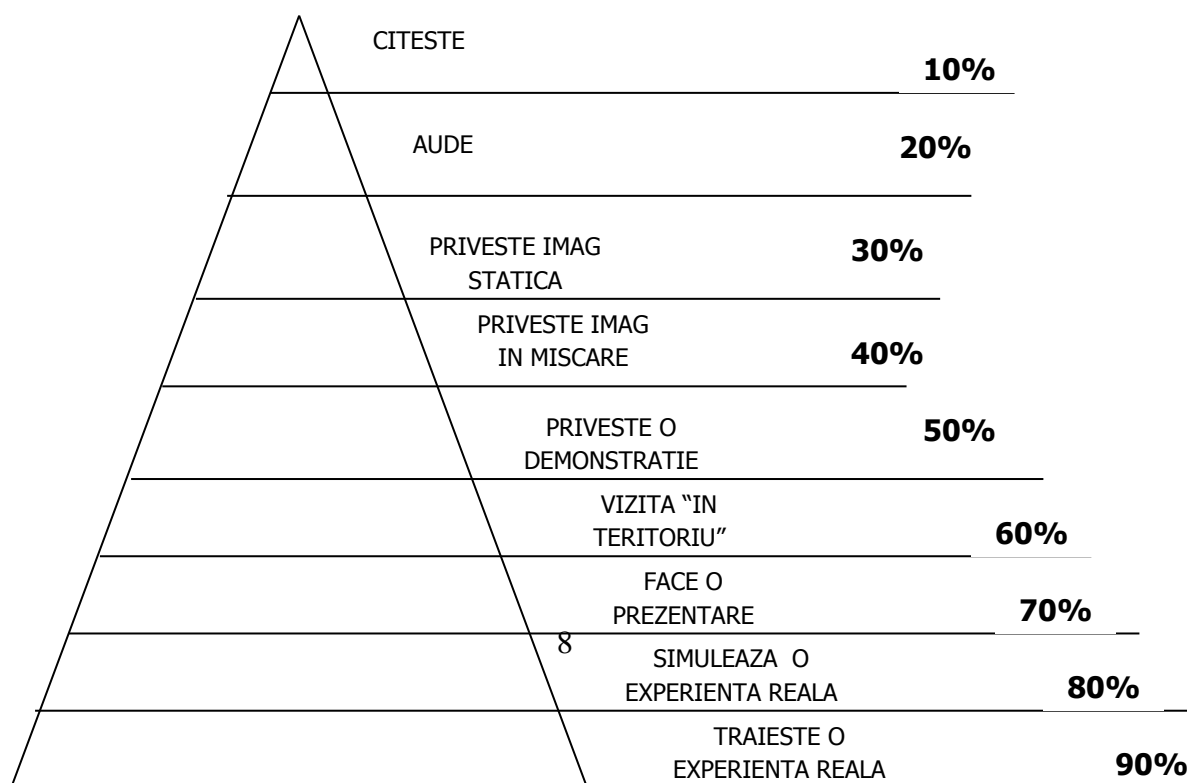 CITESTE
10%
AUDE
20%
PRIVESTE IMAG
STATICA
30%
PRIVESTE IMAG
IN MISCARE
40%
PRIVESTE O
DEMONSTRATIE
50%
VIZITA “IN
TERITORIU”
60%
FACE O
PREZENTARE
70%
8
SIMULEAZA  O
EXPERIENTA REALA
80%
TRAIESTE O
EXPERIENTA REALA
90%